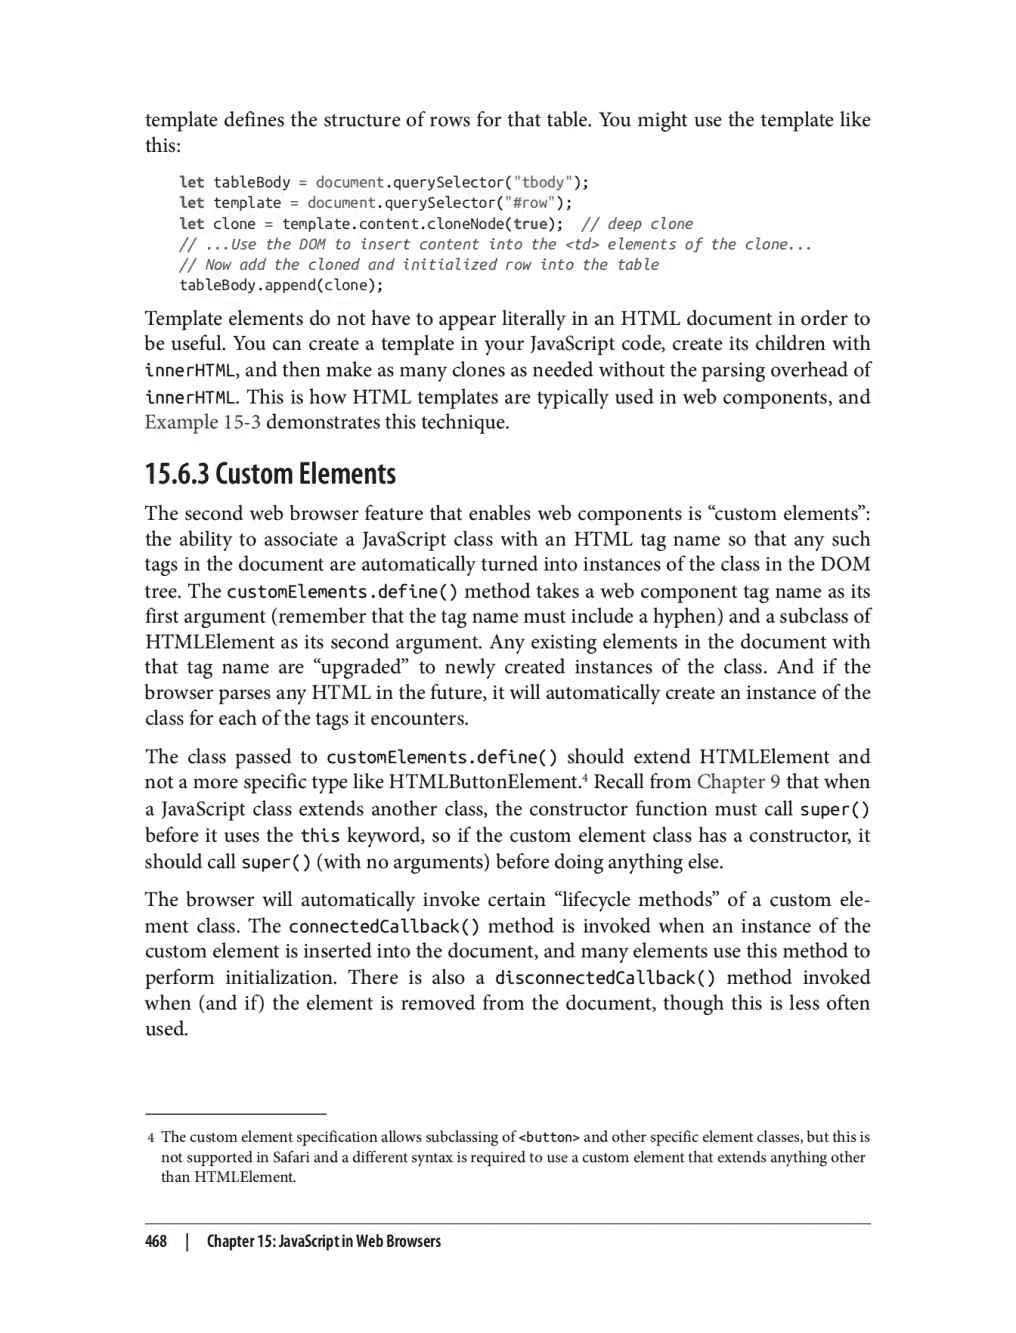 template defines the structure of rows for that table. You might use the template like
this:
let tableBody = document.querySelector("tbody");
let template = document.querySelector("#row");
let clone = template.content.cloneNode(true);  // deep clone
// ...Use the DOM to insert content into the <td> elements of the clone...
// Now add the cloned and initialized row into the table
tableBody.append(clone);
Template elements do not have to appear literally in an HTML document in order to
be useful. You can create a template in your JavaScript code, create its children with
innerHTML, and then make as many clones as needed without the parsing overhead of
innerHTML. This is how HTML templates are typically used in web components, and
Example 15-3 demonstrates this technique.
15.6.3 Custom Elements
The second web browser feature that enables web components is “custom elements”:
the ability to associate a JavaScript class with an HTML tag name so that any such
tags in the document are automatically turned into instances of the class in the DOM
tree. The customElements.define() method takes a web component tag name as its
first argument (remember that the tag name must include a hyphen) and a subclass of
HTMLElement as its second argument. Any existing elements in the document with
that tag name are “upgraded” to newly created instances of the class. And if the
browser parses any HTML in the future, it will automatically create an instance of the
class for each of the tags it encounters.
The class passed to customElements.define() should extend HTMLElement and
not a more specific type like HTMLButtonElement.⁴ Recall from Chapter 9 that when
a JavaScript class extends another class, the constructor function must call super()
before it uses the this keyword, so if the custom element class has a constructor, it
should call super() (with no arguments) before doing anything else.
The browser will automatically invoke certain “lifecycle methods” of a custom ele-
ment class. The connectedCallback() method is invoked when an instance of the
custom element is inserted into the document, and many elements use this method to
perform initialization. There is also a disconnectedCallback() method invoked
when (and if) the element is removed from the document, though this is less often
used.
4 The custom element specification allows subclassing of <button> and other specific element classes, but this is
not supported in Safari and a different syntax is required to use a custom element that extends anything other
than HTMLElement.
468 | Chapter 15: JavaScript in Web Browsers